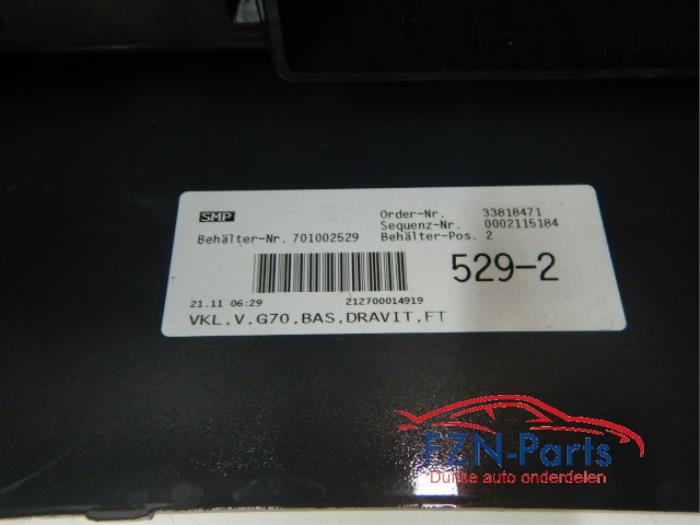 SMP
Order-Nr. 33818471
Sequenz-Nr. 0002115184
Behälter-Nr. 701002529 Behälter-Pos. 2
529-2
21.11 06:29 212700014919
VKL,V.G70,BAS,DRAVIT,FT
FZN-Parts
Duitse auto onderdelen